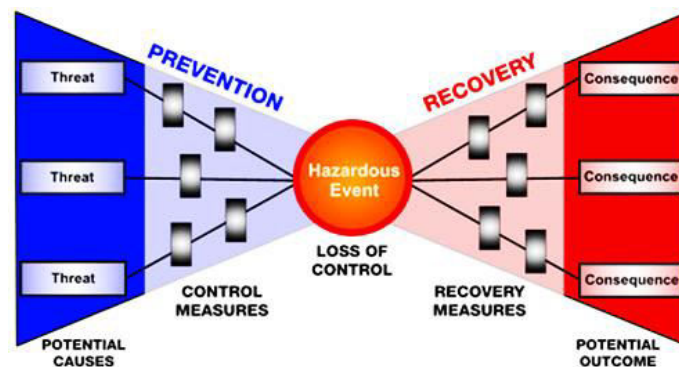 PREVENTION
RECOVERY
Threat
Consequence
Threat
Hazardous
Event
Consequence
Threat
Consequence
LOSS OF
CONTROL
CONTROL
MEASURES
RECOVERY
MEASURES
POTENTIAL
CAUSES
POTENTIAL
OUTCOME